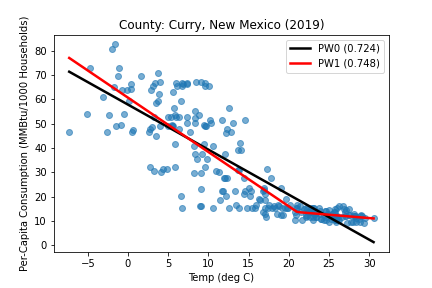 County: Curry, New Mexico (2019)
PW0 (0.724)
PW1 (0.748)
Per-Capita Consumption (MMBtu/1000 Households)
80
70
60
50
40
30
20
10
0
−5 0 5 10 15 20 25 30
Temp (deg C)